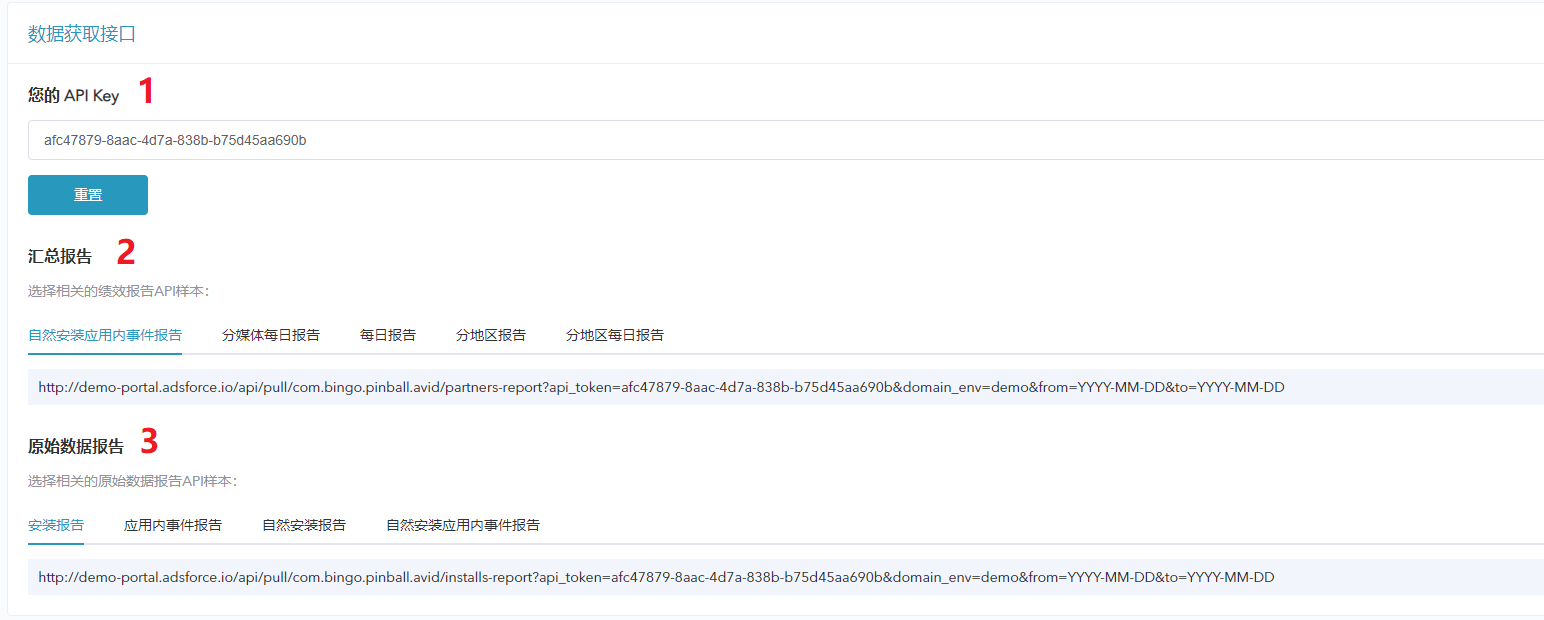 数据获取接口
您的 API Key 1
afc47879-8aac-4d7a-838b-b75d45aa690b
重置
汇总报告 2
选择相关的绩效报告API样本：
自然安装应用内事件报告 分媒体每日报告 每日报告 分地区报告 分地区每日报告
http://demo-portal.adsforce.io/api/pull/com.bingo.pinball.avid/partners-report?api_token=afc47879-8aac-4d7a-838b-b75d45aa690b&domain_env=demo&from=YYYY-MM-DD&to=YYYY-MM-DD
原始数据报告 3
选择相关的原始数据报告API样本：
安装报告 应用内事件报告 自然安装报告 自然安装应用内事件报告
http://demo-portal.adsforce.io/api/pull/com.bingo.pinball.avid/installs-report?api_token=afc47879-8aac-4d7a-838b-b75d45aa690b&domain_env=demo&from=YYYY-MM-DD&to=YYYY-MM-DD